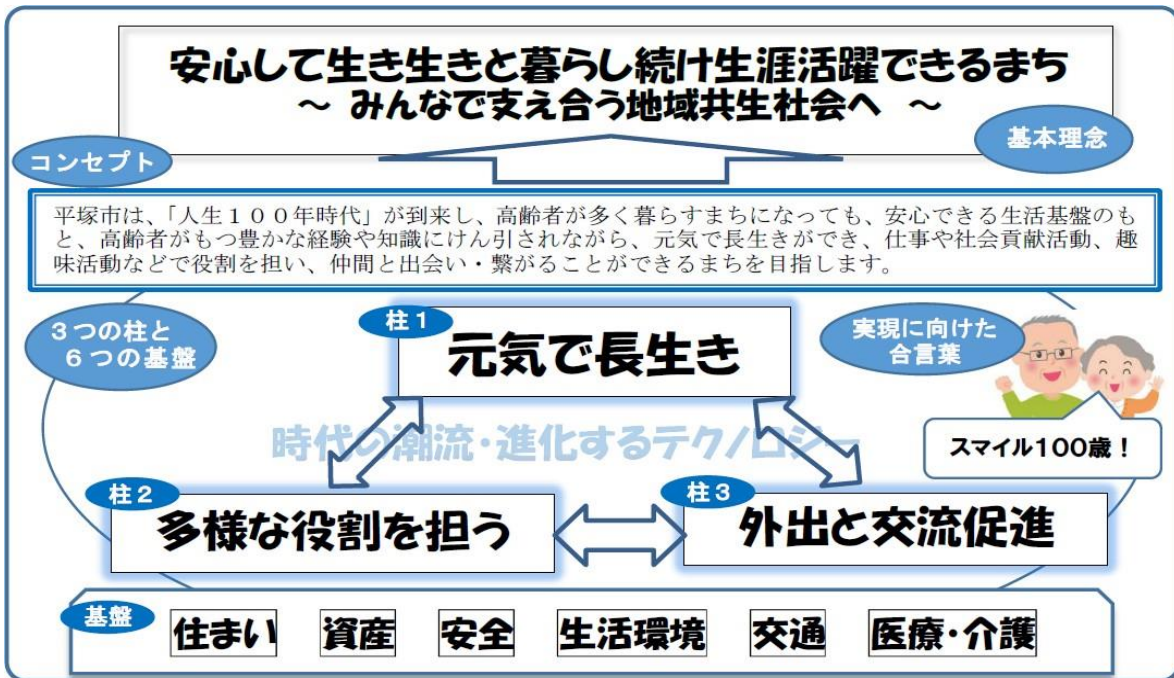 安心して生き生きと暮らし続け生涯活躍できるまち
～ みんなで支え合う地域共生社会へ ～
基本理念
コンセプト
平塚市は、「人生１００年時代」が到来し、高齢者が多く暮らすまちになっても、安心できる生活基盤のも
と、高齢者がもつ豊かな経験や知識にけん引されながら、元気で長生きができ、仕事や社会貢献活動、趣
味活動などで役割を担い、仲間と出会い・繋がることができるまちを目指します。
３つの柱と
６つの基盤
柱１
元気で長生き
実現に向けた
合言葉
スマイル１００歳！
時代の潮流・進化するテクノロジー
柱２
多様な役割を担う
柱３
外出と交流促進
基盤
住まい 資産 安全 生活環境 交通 医療・介護